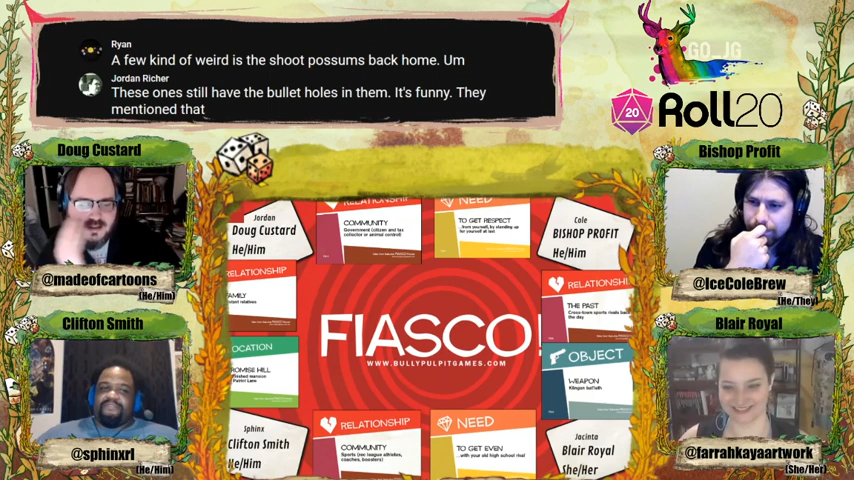 Ryan
A few kind of weird is the shoot possums back home. Um
Jordan Richer
These ones still have the bullet holes in them. It's funny. They
mentioned that
GO_JG
20
Roll20
Doug Custard
@madeofcartoons
(He/Him)
Bishop Profit
@IceColeBrew
(He/They)
Clifton Smith
@sphinxrl
(He/Him)
Blair Royal
@farrahkayaartwork
(She/Her)
Jordan
Doug Custard
He/Him
RELATIONSHIP
COMMUNITY
Government (citizen and tax
collector or animal control)
NEED
TO GET RESPECT
...from yourself, by standing up
for yourself at last
Cole
BISHOP PROFIT
He/Him
RELATIONSHIP
FAMILY
RELATIONSHI
THE PAST
Cross-town sports rivals back
the day
FIASCO!
WWW.BULLYPULPITGAMES.COM
OCATION
ROMISE HILL
OBJECT
WEAPON
Klingon bat'leth
Sphinx
Clifton Smith
He/Him
RELATIONSHIP
COMMUNITY
Sports (rec league athletes,
coaches, boosters)
NEED
TO GET EVEN
...with your old high school rival
Jacinta
Blair Royal
She/Her